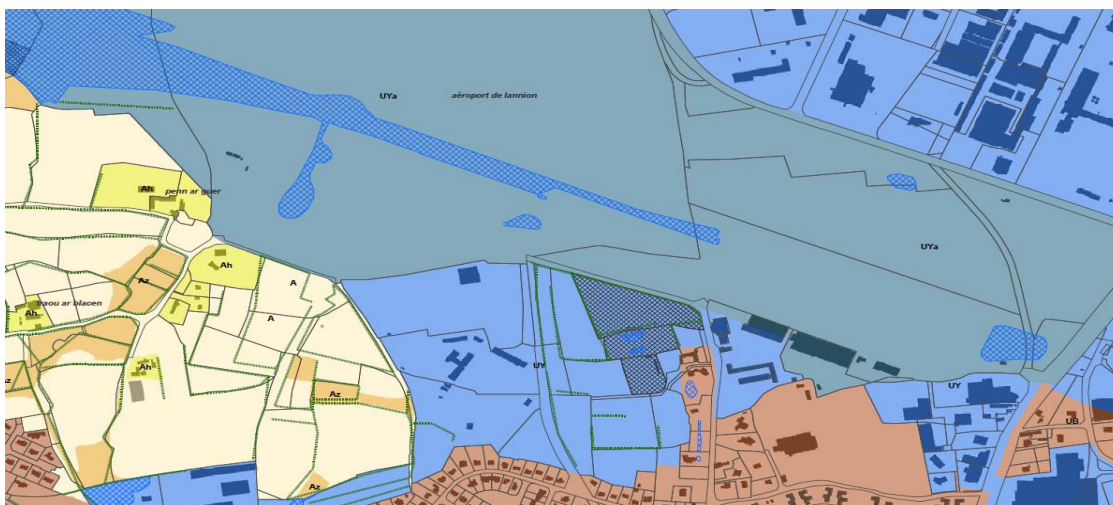 UYa
aéroport de lannion
Ah
penn ar guer
UYa
Ah
Az
A
traou ar blacen
Ah
A
Ah
UY
Az
Az
UY
UB
Az